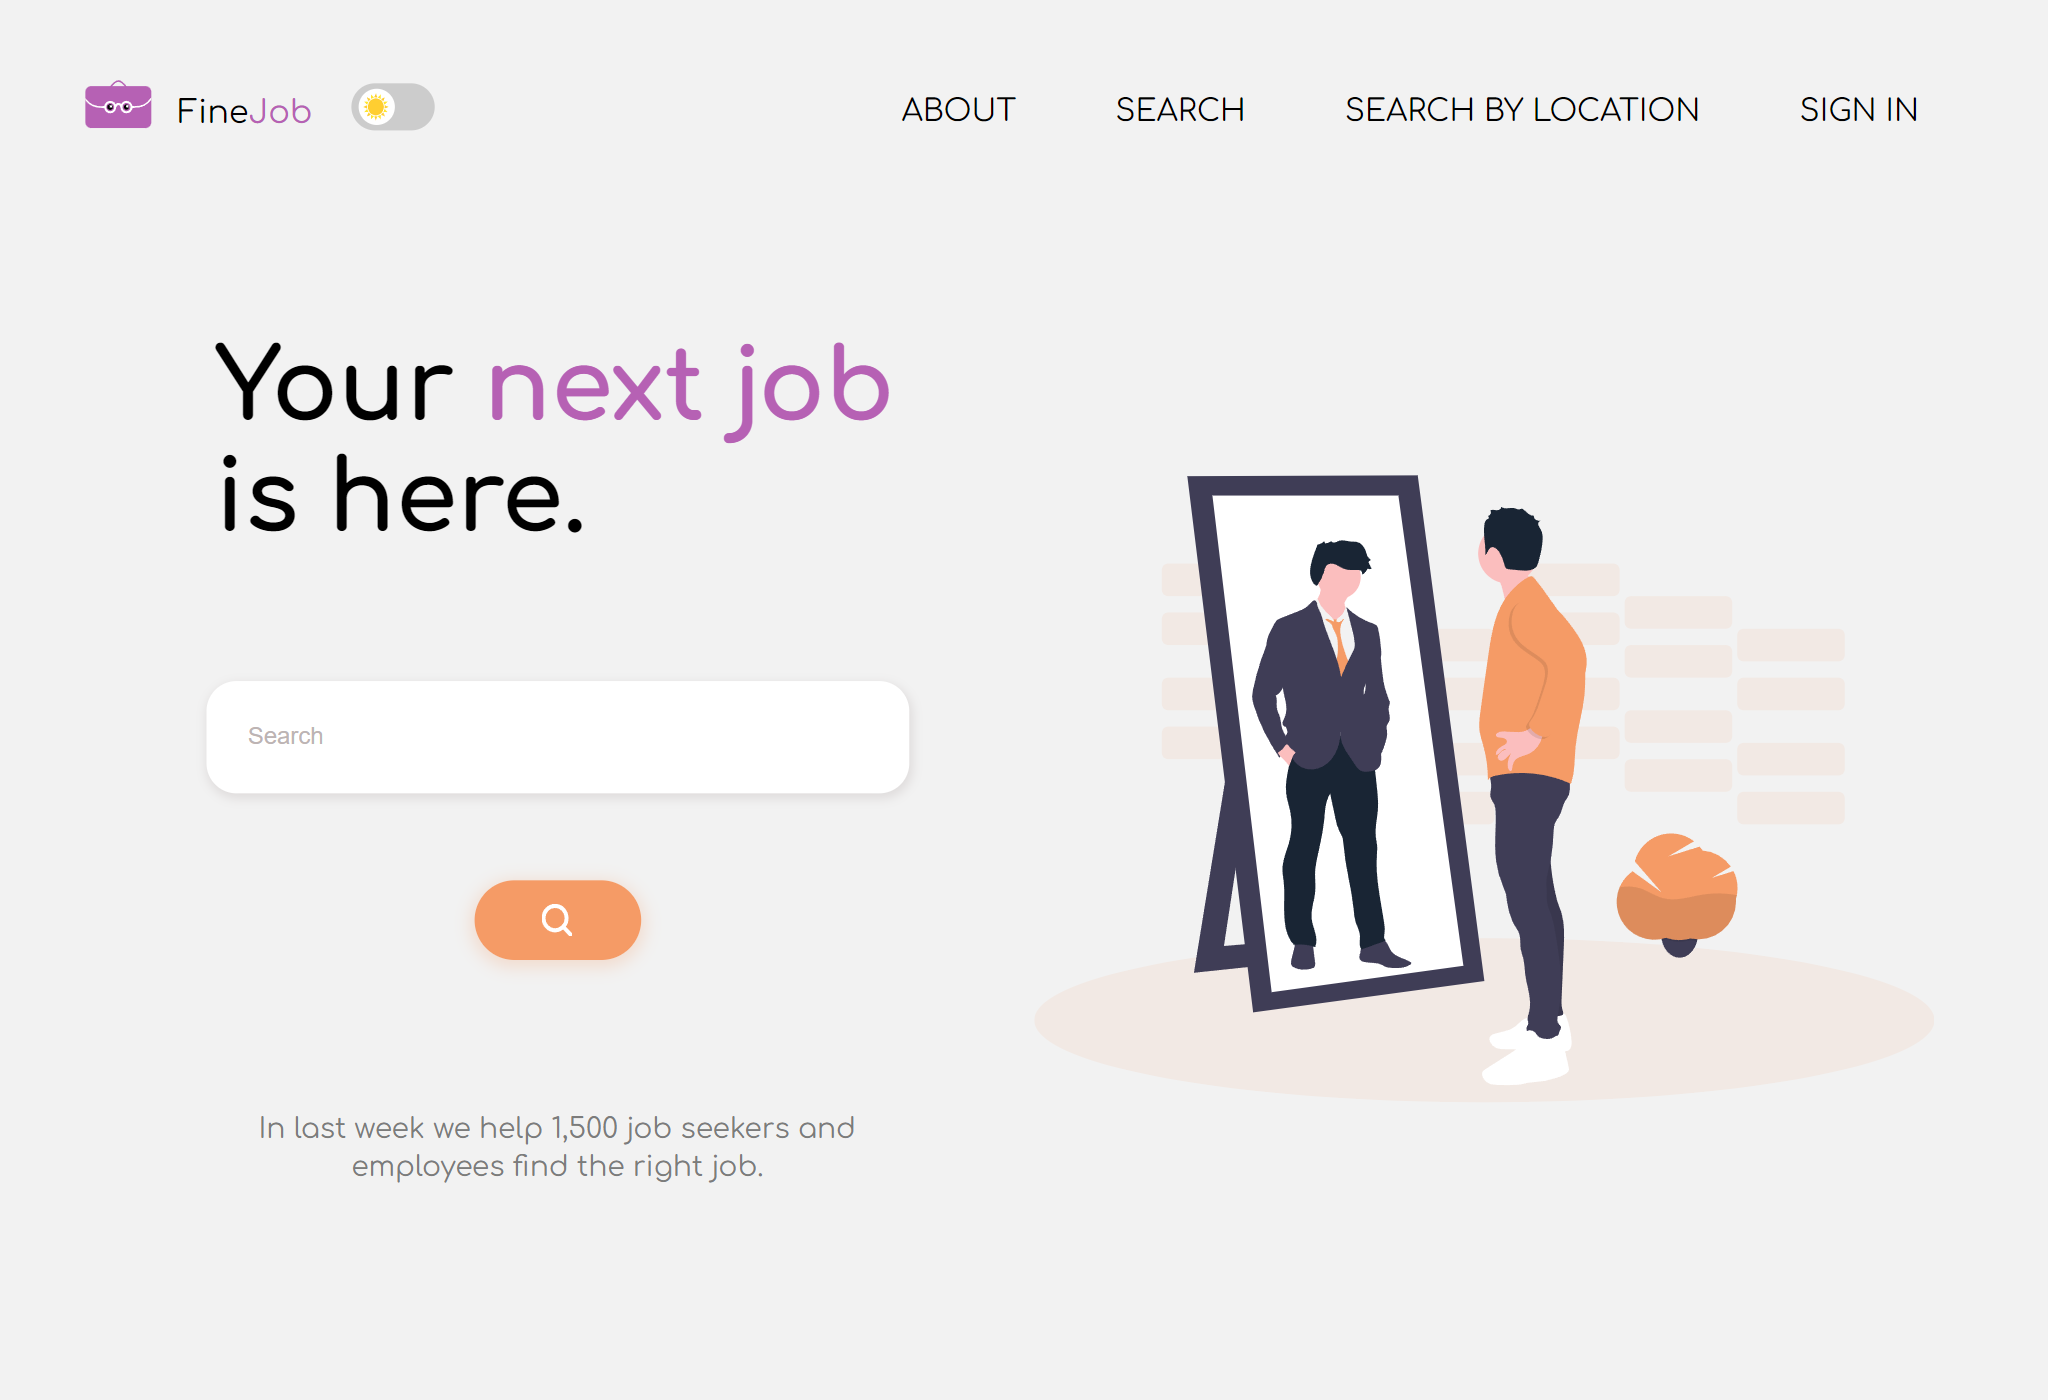 FineJob
ABOUT
SEARCH
SEARCH BY LOCATION
SIGN IN
Your next job
is here.
Search
In last week we help 1,500 job seekers and
employees find the right job.